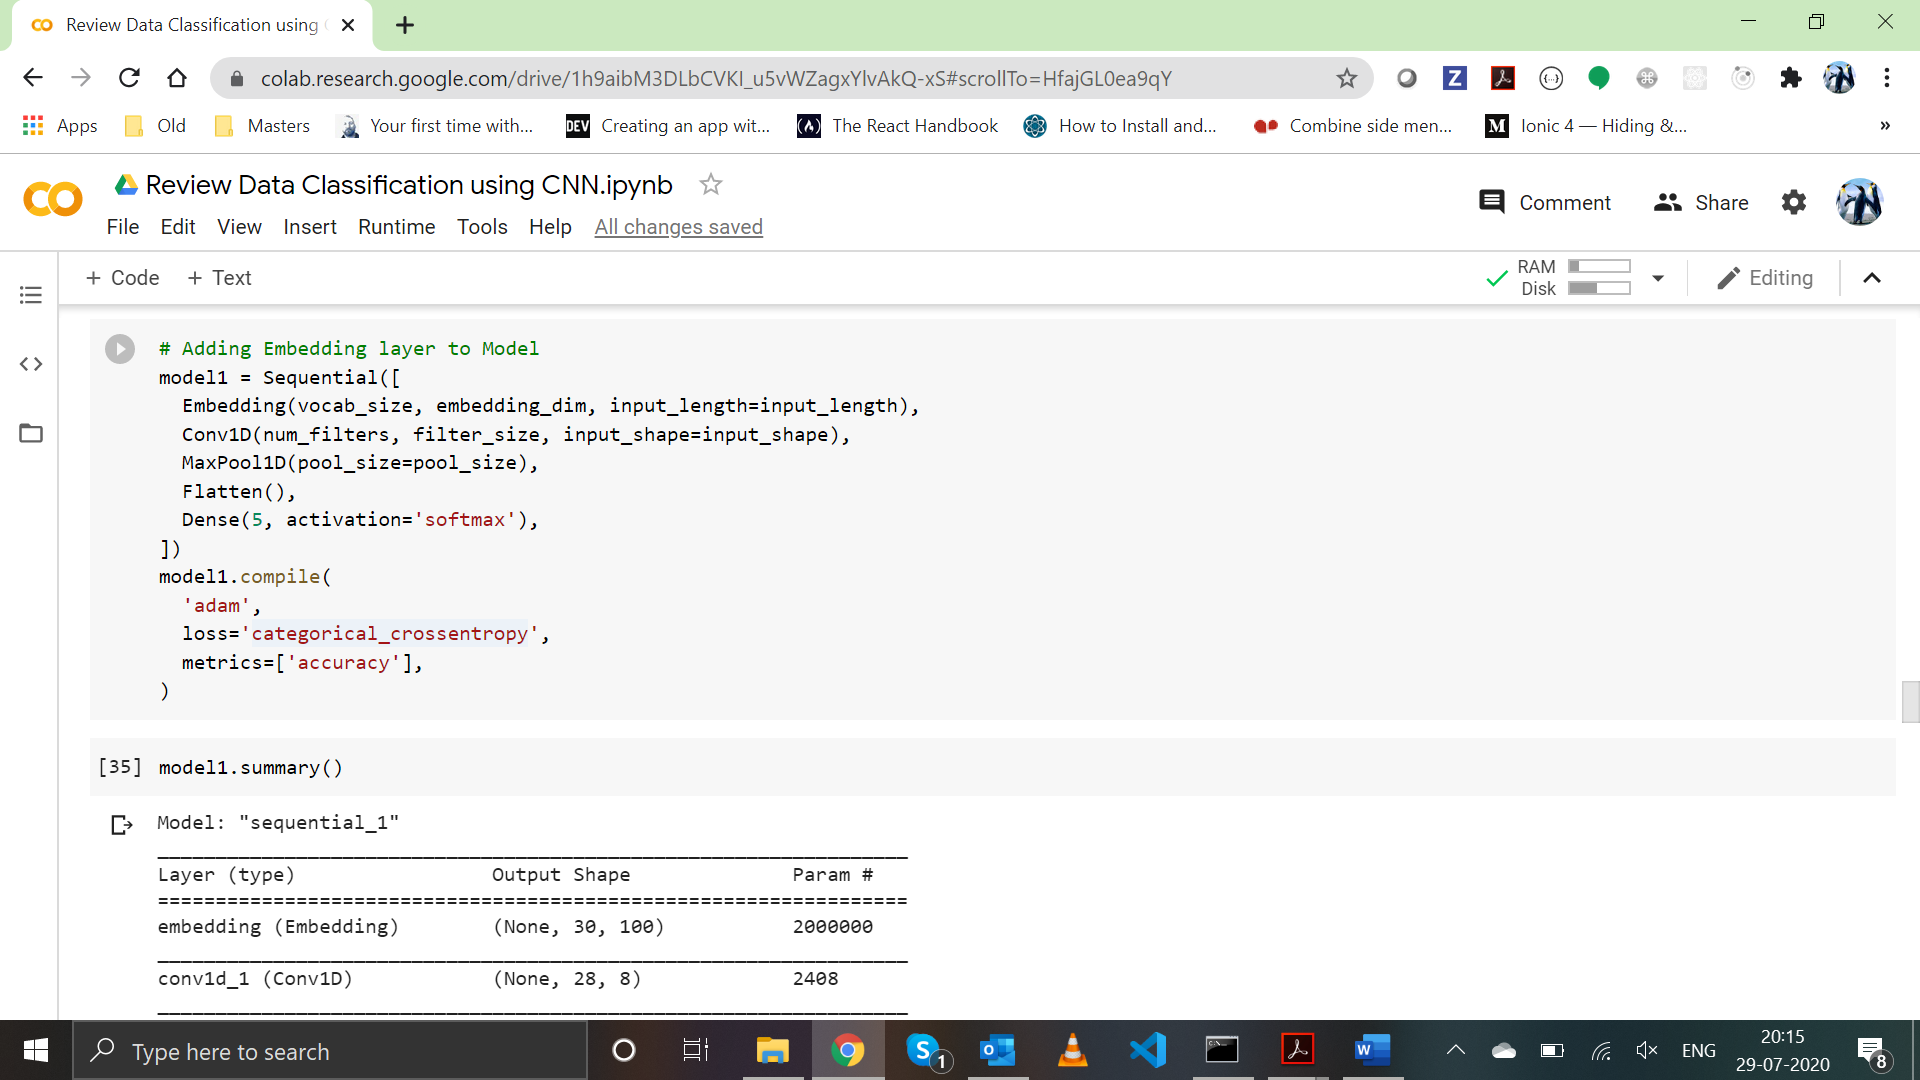 Review Data Classification using
colab.research.google.com/drive/1h9aibM3DLbCVKI_u5vWZagxYlvAkQ-xS#scrollTo=HfajGL0ea9qY
Apps Old Masters Your first time with... DEV Creating an app wit... The React Handbook How to Install and... Combine side men... M Ionic 4 — Hiding &... »
Review Data Classification using CNN.ipynb
Comment Share
File Edit View Insert Runtime Tools Help All changes saved
+ Code + Text
RAM
Disk
Editing
# Adding Embedding layer to Model
model1 = Sequential([
  Embedding(vocab_size, embedding_dim, input_length=input_length),
  Conv1D(num_filters, filter_size, input_shape=input_shape),
  MaxPool1D(pool_size=pool_size),
  Flatten(),
  Dense(5, activation='softmax'),
])
model1.compile(
  'adam',
  loss='categorical_crossentropy',
  metrics=['accuracy'],
)
[35] model1.summary()
Model: "sequential_1"
_________________________________________________________________
Layer (type)                 Output Shape              Param #
=================================================================
embedding (Embedding)        (None, 30, 100)           2000000
_________________________________________________________________
conv1d_1 (Conv1D)            (None, 28, 8)             2408
_________________________________________________________________
Type here to search
1
ENG
20:15
29-07-2020
8